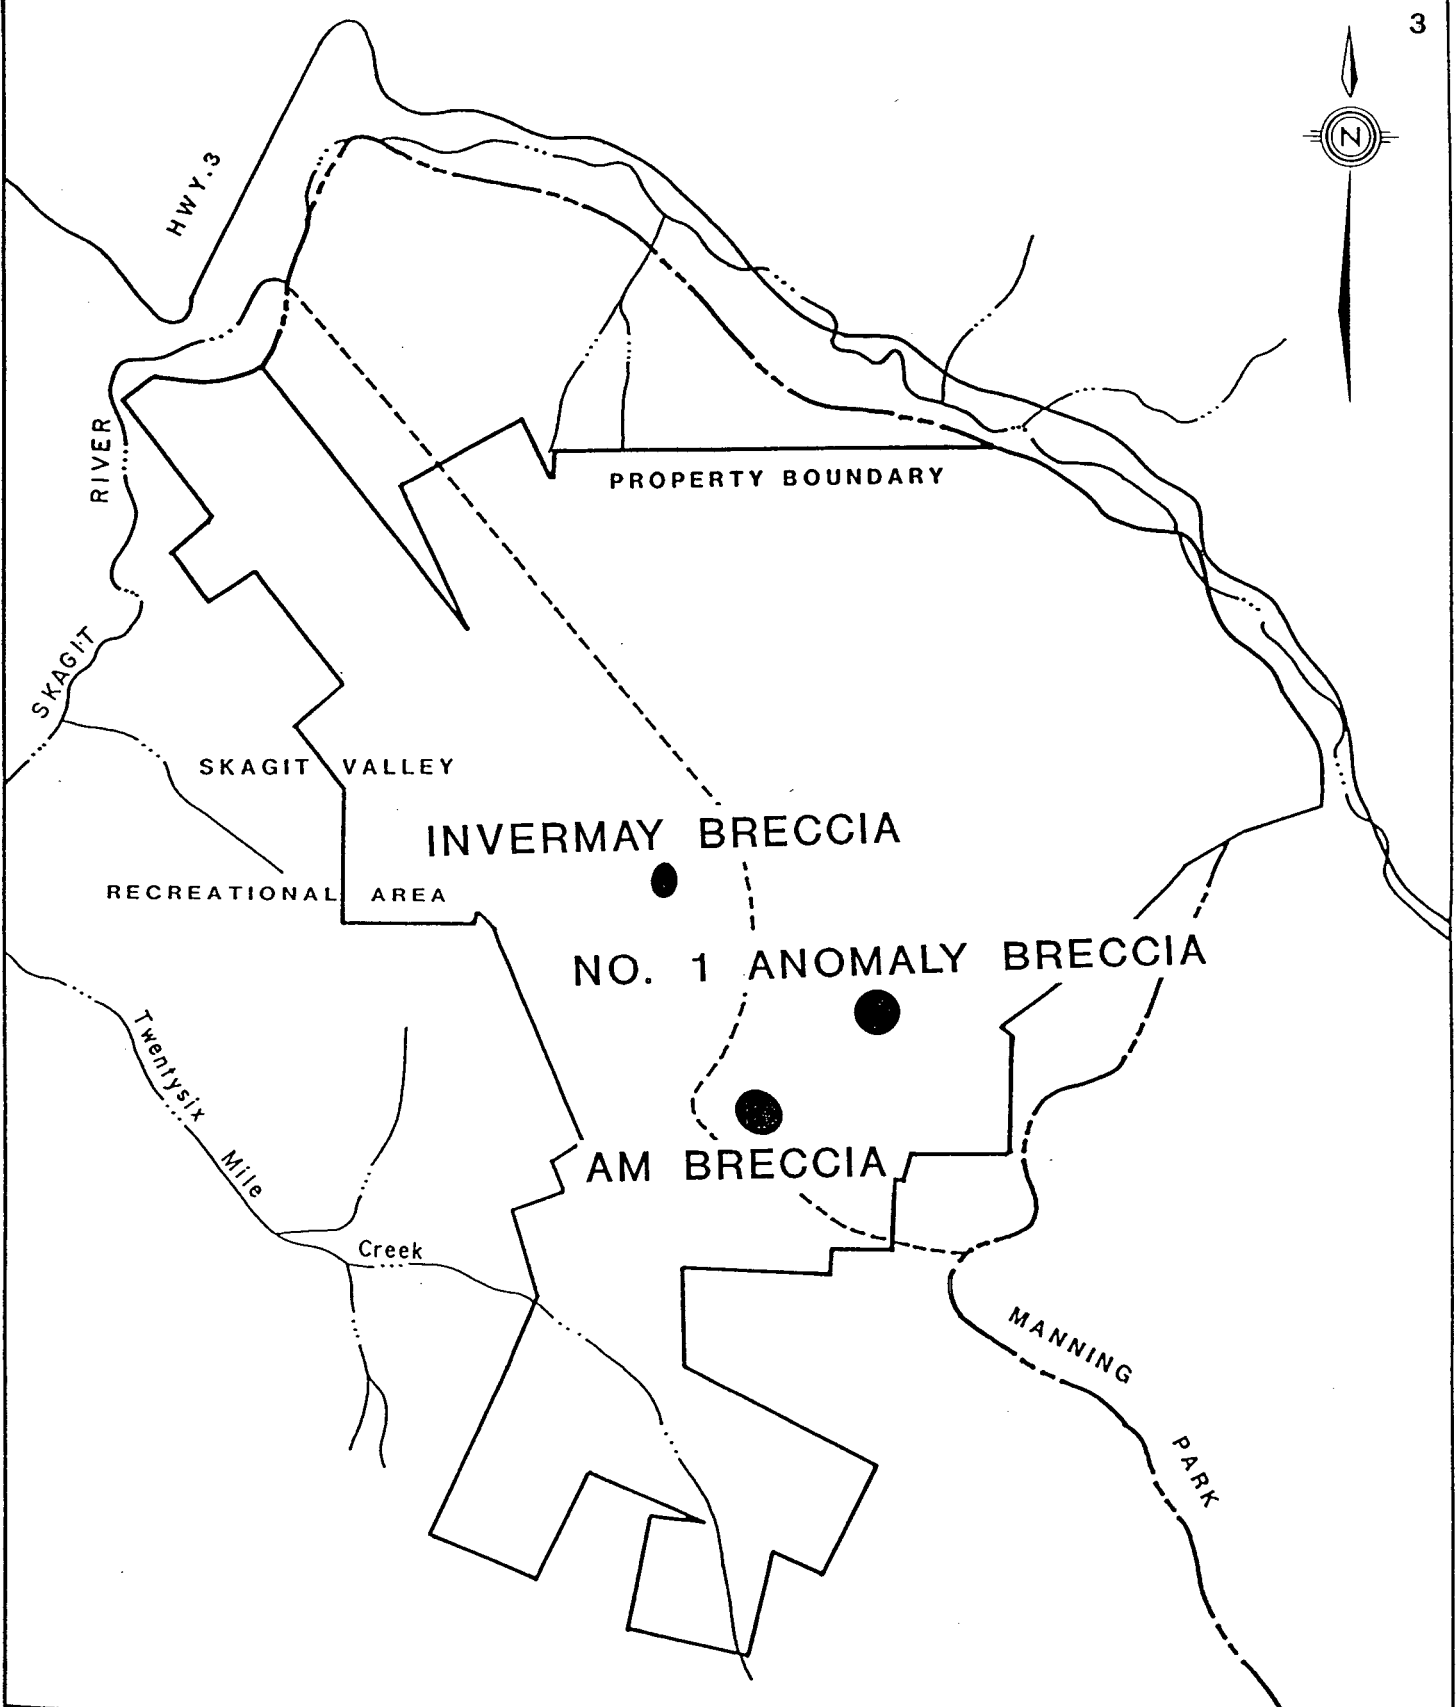 3
N
HWY. 3
RIVER
PROPERTY BOUNDARY
SKAGIT
SKAGIT VALLEY
INVERMAY BRECCIA
RECREATIONAL AREA
NO. 1 ANOMALY BRECCIA
Twentysix
Mile
AM BRECCIA
Creek
MANNING
PARK